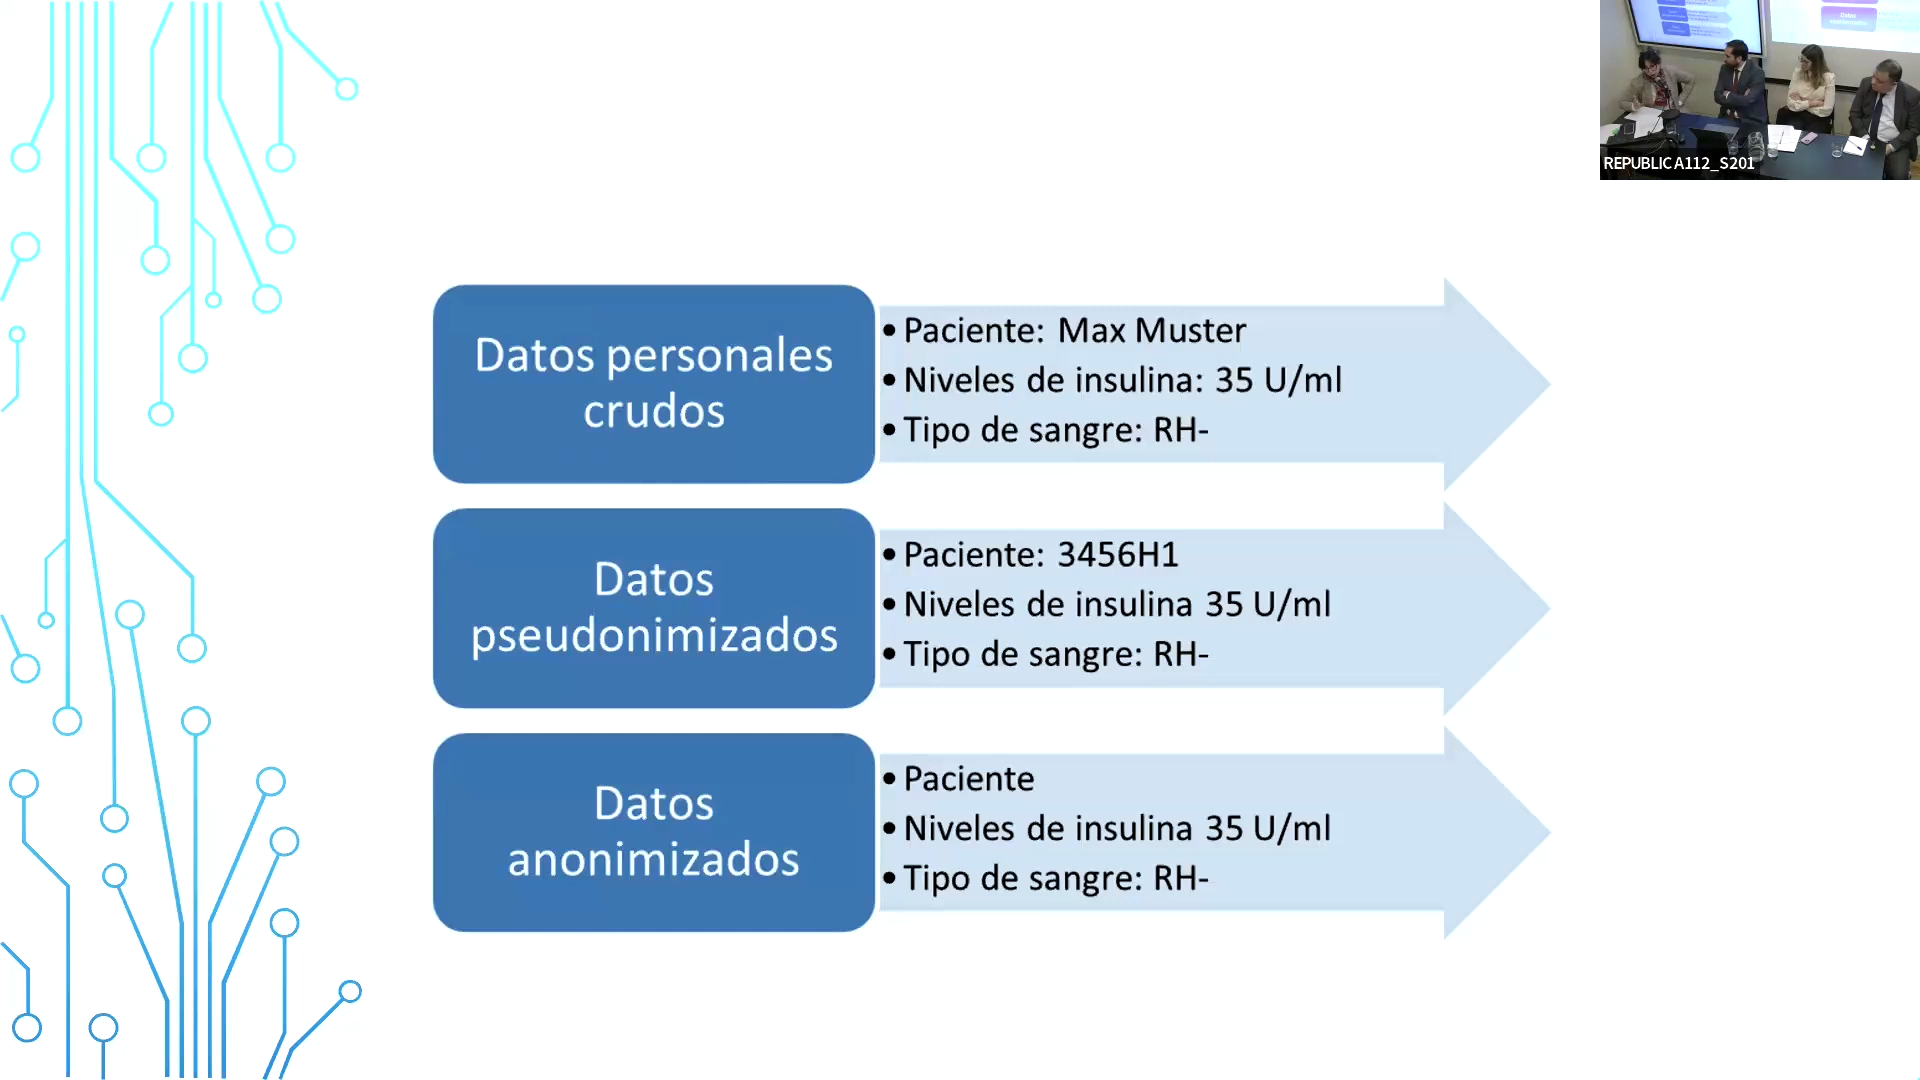 REPUBLICA112_S201
Datos personales
crudos
• Paciente: Max Muster
• Niveles de insulina: 35 U/ml
• Tipo de sangre: RH-
Datos
pseudonimizados
• Paciente: 3456H1
• Niveles de insulina 35 U/ml
• Tipo de sangre: RH-
Datos
anonimizados
• Paciente
• Niveles de insulina 35 U/ml
• Tipo de sangre: RH-